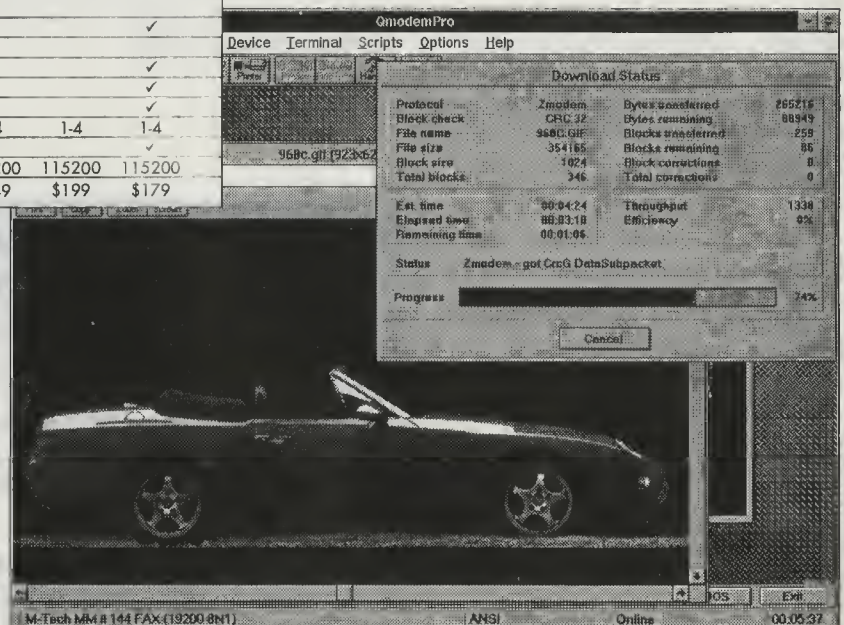 ✓
✓
✓
✓
1-4 1-4
✓
115200 115200
$199 $179
QmodemPro
Device Terminal Scripts Options Help
Printer
Download Status
Protocol Zmodem
Block check CRC 32
File name 968C.GIF
File size 354165
Block size 1024
Total blocks 346
Bytes transferred 265216
Bytes remaining 88949
Blocks transferred 259
Blocks remaining 86
Block corrections 0
Total corrections 0
Est. time 00:04:24
Elapsed time 00:03:18
Remaining time 00:01:06
Throughput 1338
Efficiency 0%
Status Zmodem - got CrcG DataSubpacket
Progress 74%
Cancel
968c.gif
Exit
M-Tech MM # 144 FAX (19200 8N1) ANSI Online 00:05:37